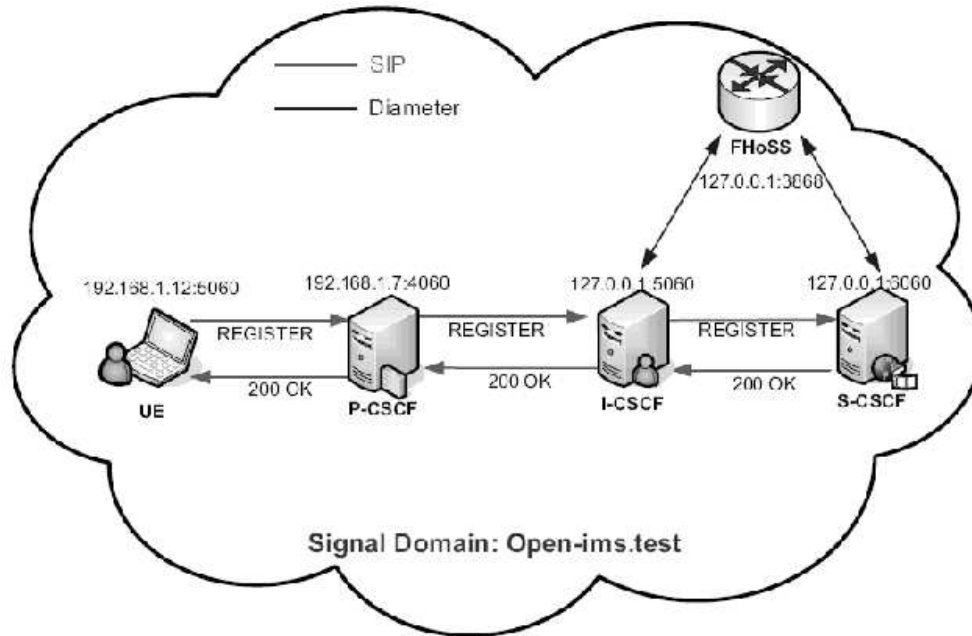 SIP
Diameter
FHoSS
127.0.0.1:3868
192.168.1.12:5060
192.168.1.7:4060
127.0.0.1:5060
127.0.0.1:6060
REGISTER
REGISTER
REGISTER
200 OK
200 OK
200 OK
UE
P-CSCF
I-CSCF
S-CSCF
Signal Domain: Open-ims.test